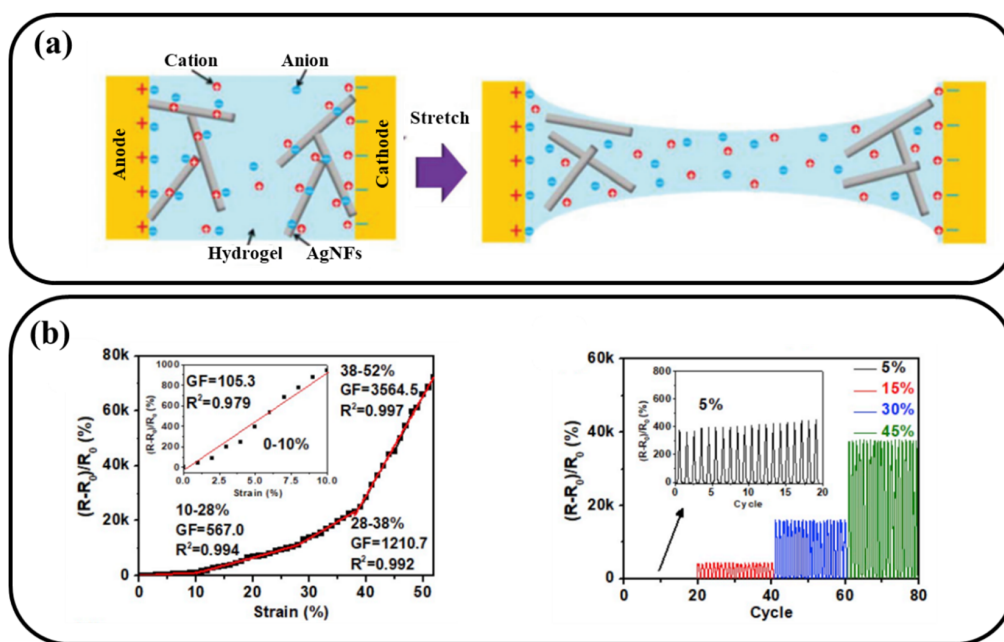 (a)
Cation
Anion
Anode
Cathode
Hydrogel
AgNFs
Stretch
(b)
(R-R0)/R0 (%)
80k
60k
40k
20k
0
0 10 20 30 40 50
Strain (%)
1000
800
600
400
200
0
(R-R0)/R0 (%)
0.0 2.5 5.0 7.5 10.0
Strain (%)
GF=105.3
R2=0.979
0-10%
10-28%
GF=567.0
R2=0.994
28-38%
GF=1210.7
R2=0.992
38-52%
GF=3564.5
R2=0.997
(R-R0)/R0 (%)
60k
40k
20k
0
0 20 40 60 80
Cycle
5%
15%
30%
45%
(R-R0)/R0 (%)
800
600
400
200
0
0 5 10 15 20
Cycle
5%